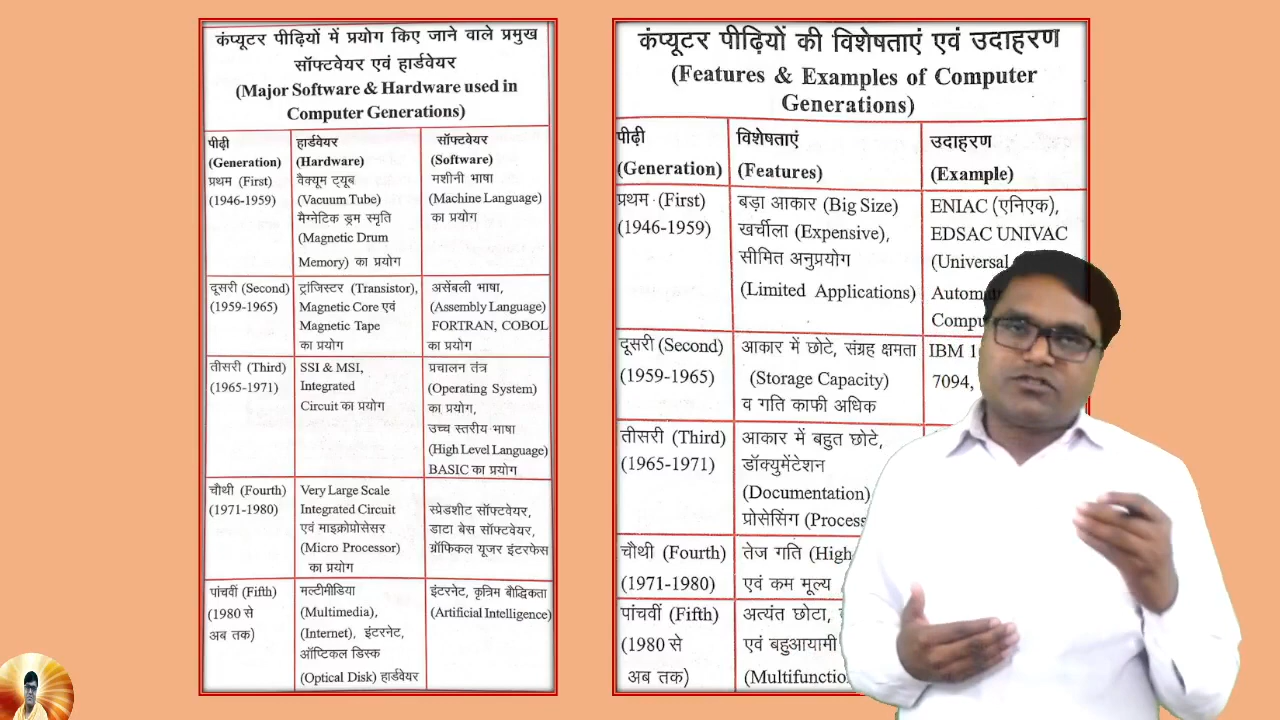 कंप्यूटर पीढ़ियों में प्रयोग किए जाने वाले प्रमुख
सॉफ्टवेयर एवं हार्डवेयर
(Major Software & Hardware used in
Computer Generations)
पीढ़ी
(Generation)
हार्डवेयर
(Hardware)
सॉफ्टवेयर
(Software)
प्रथम (First)
(1946-1959)
वैक्यूम ट्यूब
(Vacuum Tube)
मैग्नेटिक ड्रम स्मृति
(Magnetic Drum
Memory) का प्रयोग
मशीनी भाषा
(Machine Language)
का प्रयोग
दूसरी (Second)
(1959-1965)
ट्रांजिस्टर (Transistor),
Magnetic Core एवं
Magnetic Tape
का प्रयोग
असेंबली भाषा,
(Assembly Language)
FORTRAN, COBOL
का प्रयोग
तीसरी (Third)
(1965-1971)
SSI & MSI,
Integrated
Circuit का प्रयोग
प्रचालन तंत्र
(Operating System)
का प्रयोग,
उच्च स्तरीय भाषा
(High Level Language)
BASIC का प्रयोग
चौथी (Fourth)
(1971-1980)
Very Large Scale
Integrated Circuit
एवं माइक्रोप्रोसेसर
(Micro Processor)
का प्रयोग
स्प्रेडशीट सॉफ्टवेयर,
डाटा बेस सॉफ्टवेयर,
ग्रॉफिकल यूजर इंटरफेस
पांचवीं (Fifth)
(1980 से
अब तक)
मल्टीमीडिया
(Multimedia),
(Internet), इंटरनेट,
ऑप्टिकल डिस्क
(Optical Disk) हार्डवेयर
इंटरनेट, कृत्रिम बौद्धिकता
(Artificial Intelligence)
कंप्यूटर पीढ़ियों की विशेषताएं एवं उदाहरण
(Features & Examples of Computer
Generations)
पीढ़ी
(Generation)
विशेषताएं
(Features)
उदाहरण
(Example)
प्रथम (First)
(1946-1959)
बड़ा आकार (Big Size)
खर्चीला (Expensive),
सीमित अनुप्रयोग
(Limited Applications)
ENIAC (एनिएक),
EDSAC UNIVAC
(Universal
दूसरी (Second)
(1959-1965)
आकार में छोटे, संग्रह क्षमता
(Storage Capacity)
व गति काफी अधिक
IBM
7094,
तीसरी (Third)
(1965-1971)
आकार में बहुत छोटे,
डॉक्युमेंटेशन
(Documentation)
प्रोसेसिंग (Process
चौथी (Fourth)
(1971-1980)
तेज गति (High
एवं कम मूल्य
पांचवीं (Fifth)
(1980 से
अब तक)
अत्यंत छोटा,
एवं बहुआयामी
(Multifunctio